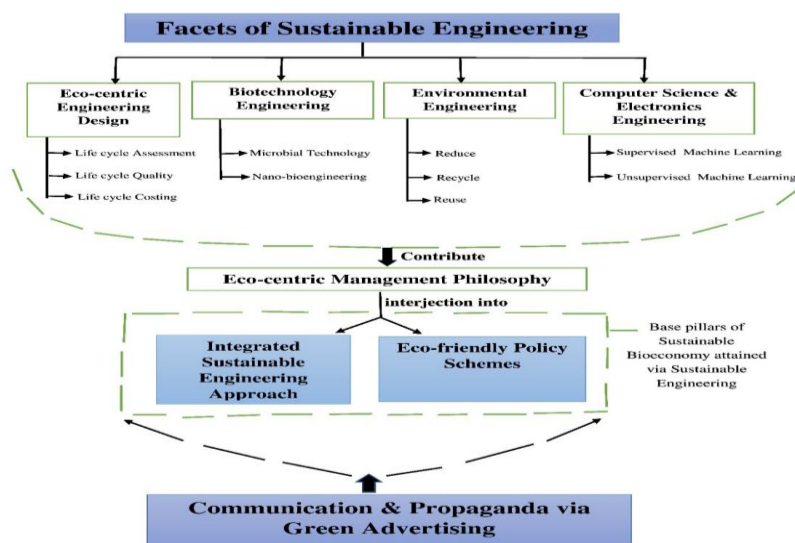 Facets of Sustainable Engineering
Eco-centric
Engineering
Design
Life cycle Assessment
Life cycle Quality
Life cycle Costing
Biotechnology
Engineering
Microbial Technology
Nano-bioengineering
Environmental
Engineering
Reduce
Recycle
Reuse
Computer Science &
Electronics
Engineering
Supervised Machine Learning
Unsupervised Machine Learning
Contribute
Eco-centric Management Philosophy
interjection into
Integrated
Sustainable
Engineering
Approach
Eco-friendly Policy
Schemes
Base pillars of
Sustainable
Bioeconomy attained
via Sustainable
Engineering
Communication & Propaganda via
Green Advertising